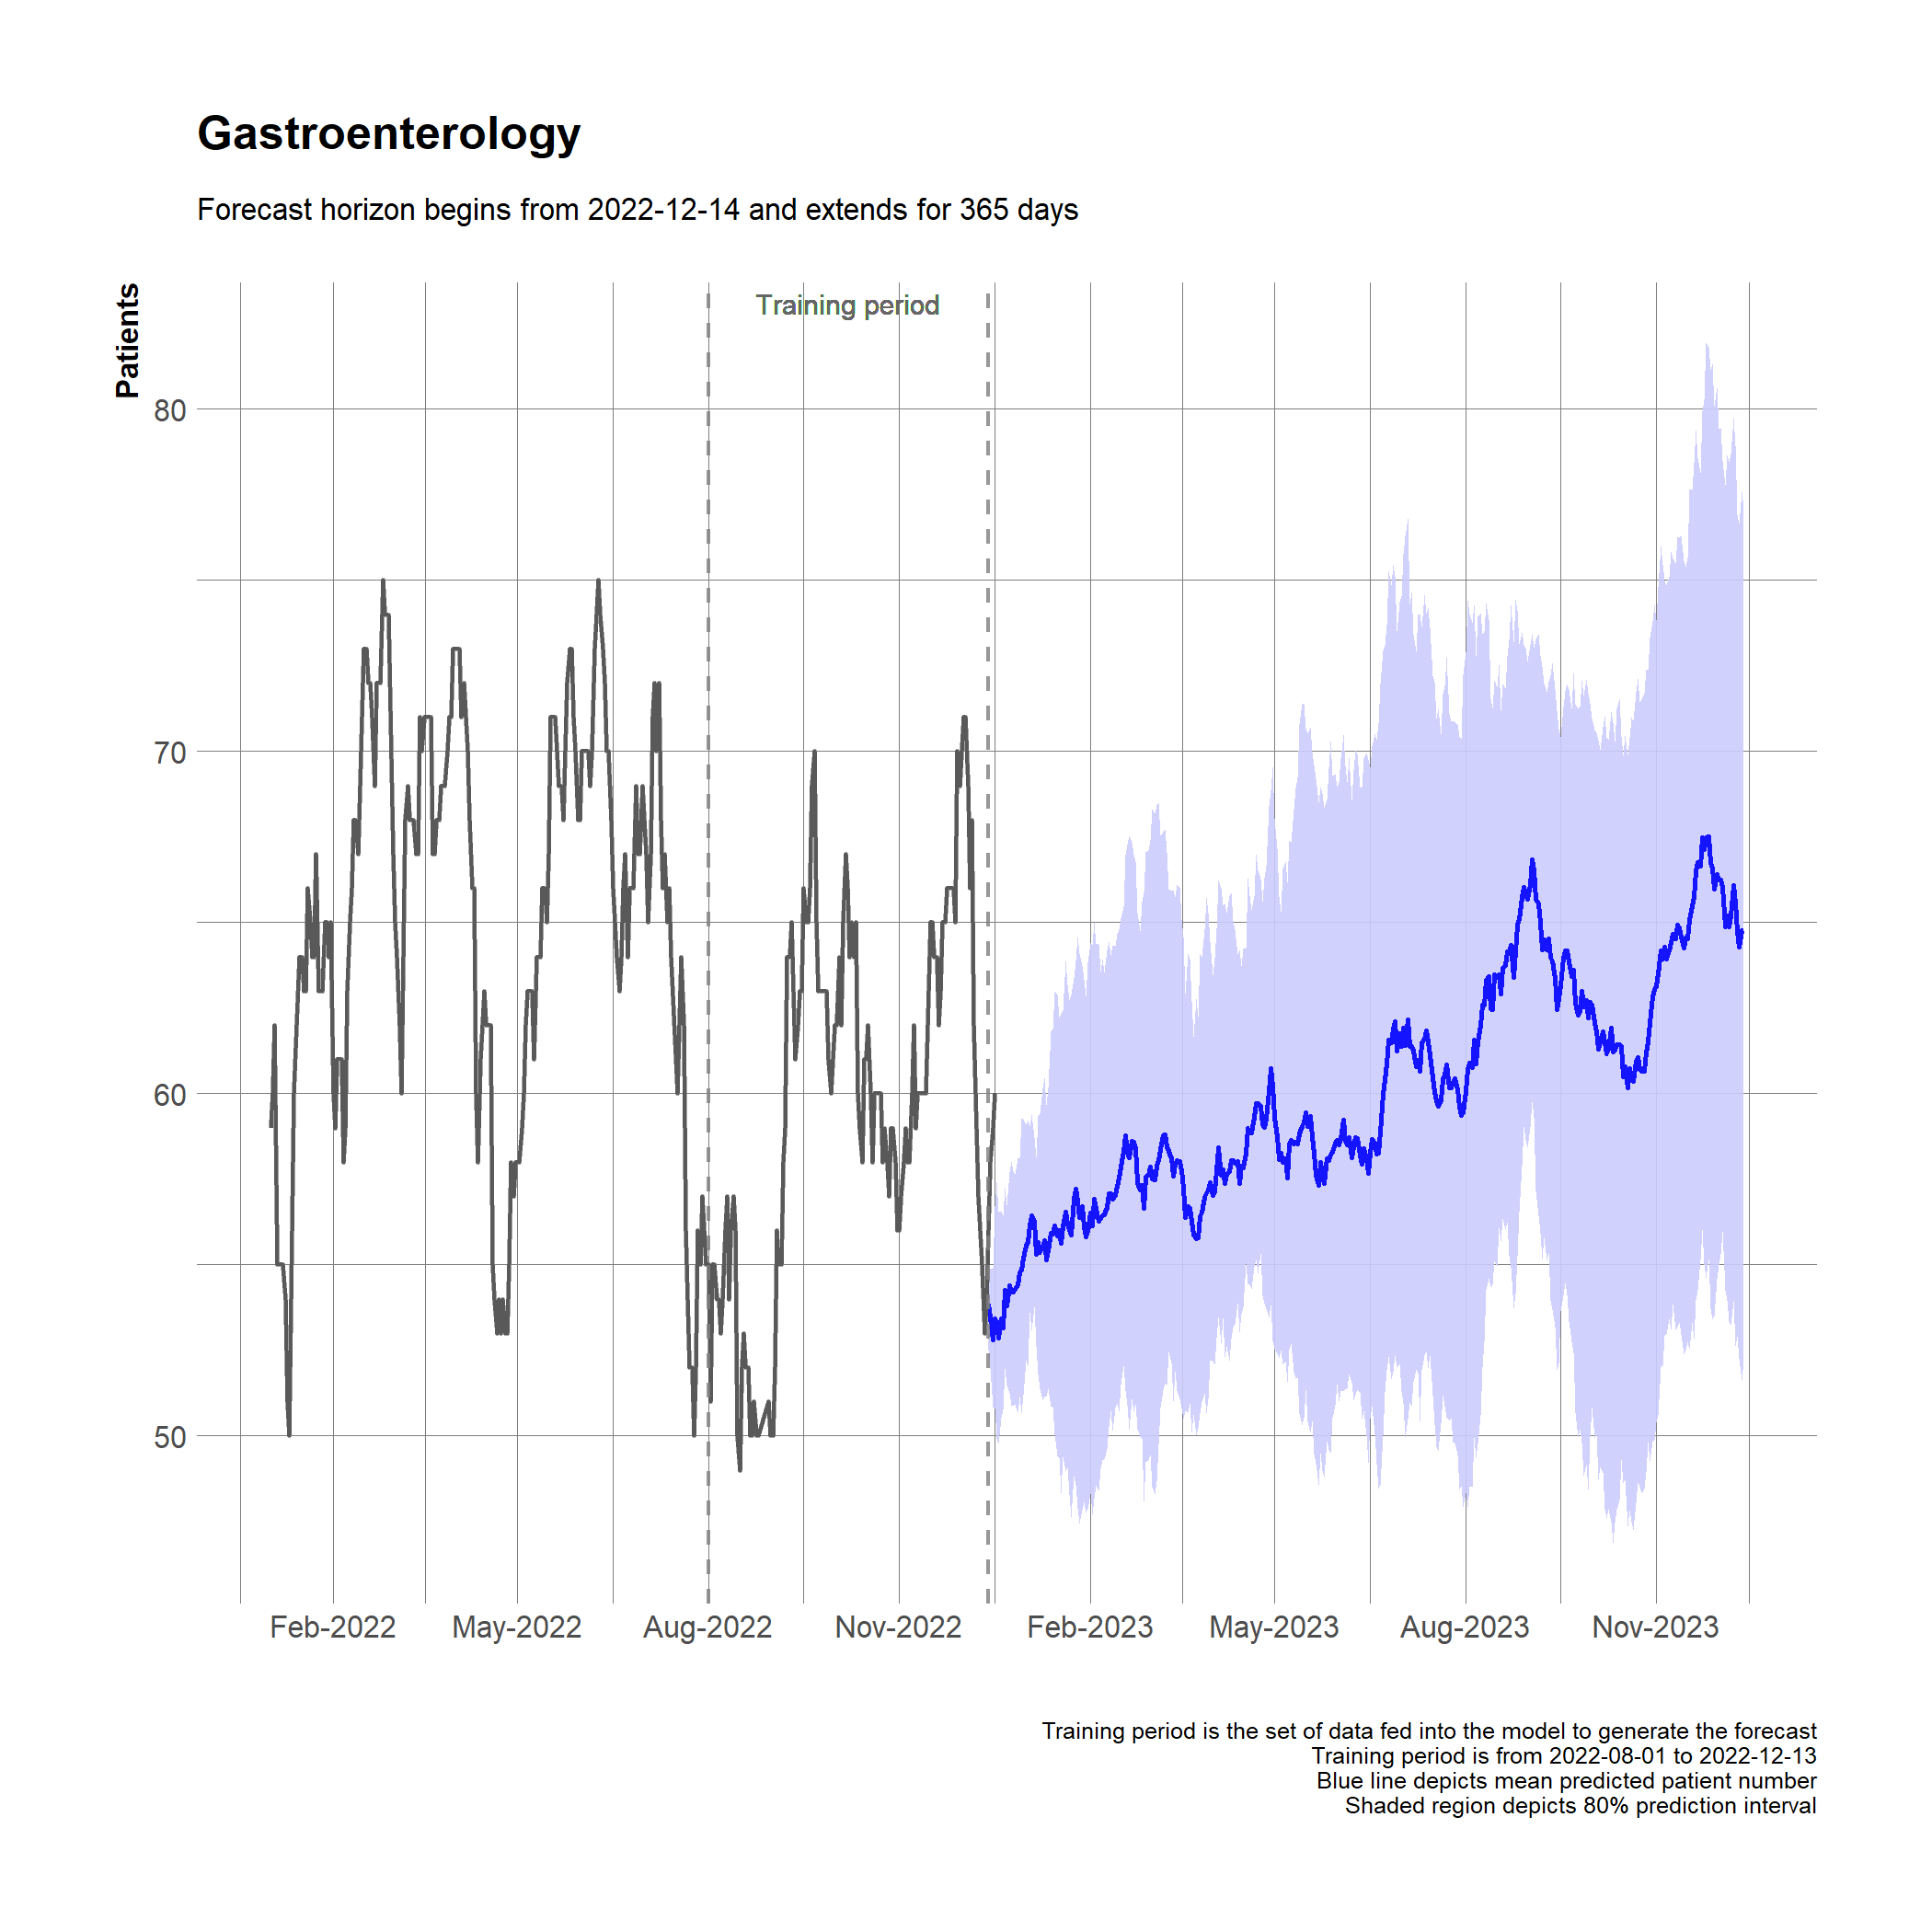 Gastroenterology
Forecast horizon begins from 2022-12-14 and extends for 365 days
Patients
Training period
80
70
60
50
Feb-2022
May-2022
Aug-2022
Nov-2022
Feb-2023
May-2023
Aug-2023
Nov-2023
Training period is the set of data fed into the model to generate the forecast
Training period is from 2022-08-01 to 2022-12-13
Blue line depicts mean predicted patient number
Shaded region depicts 80% prediction interval